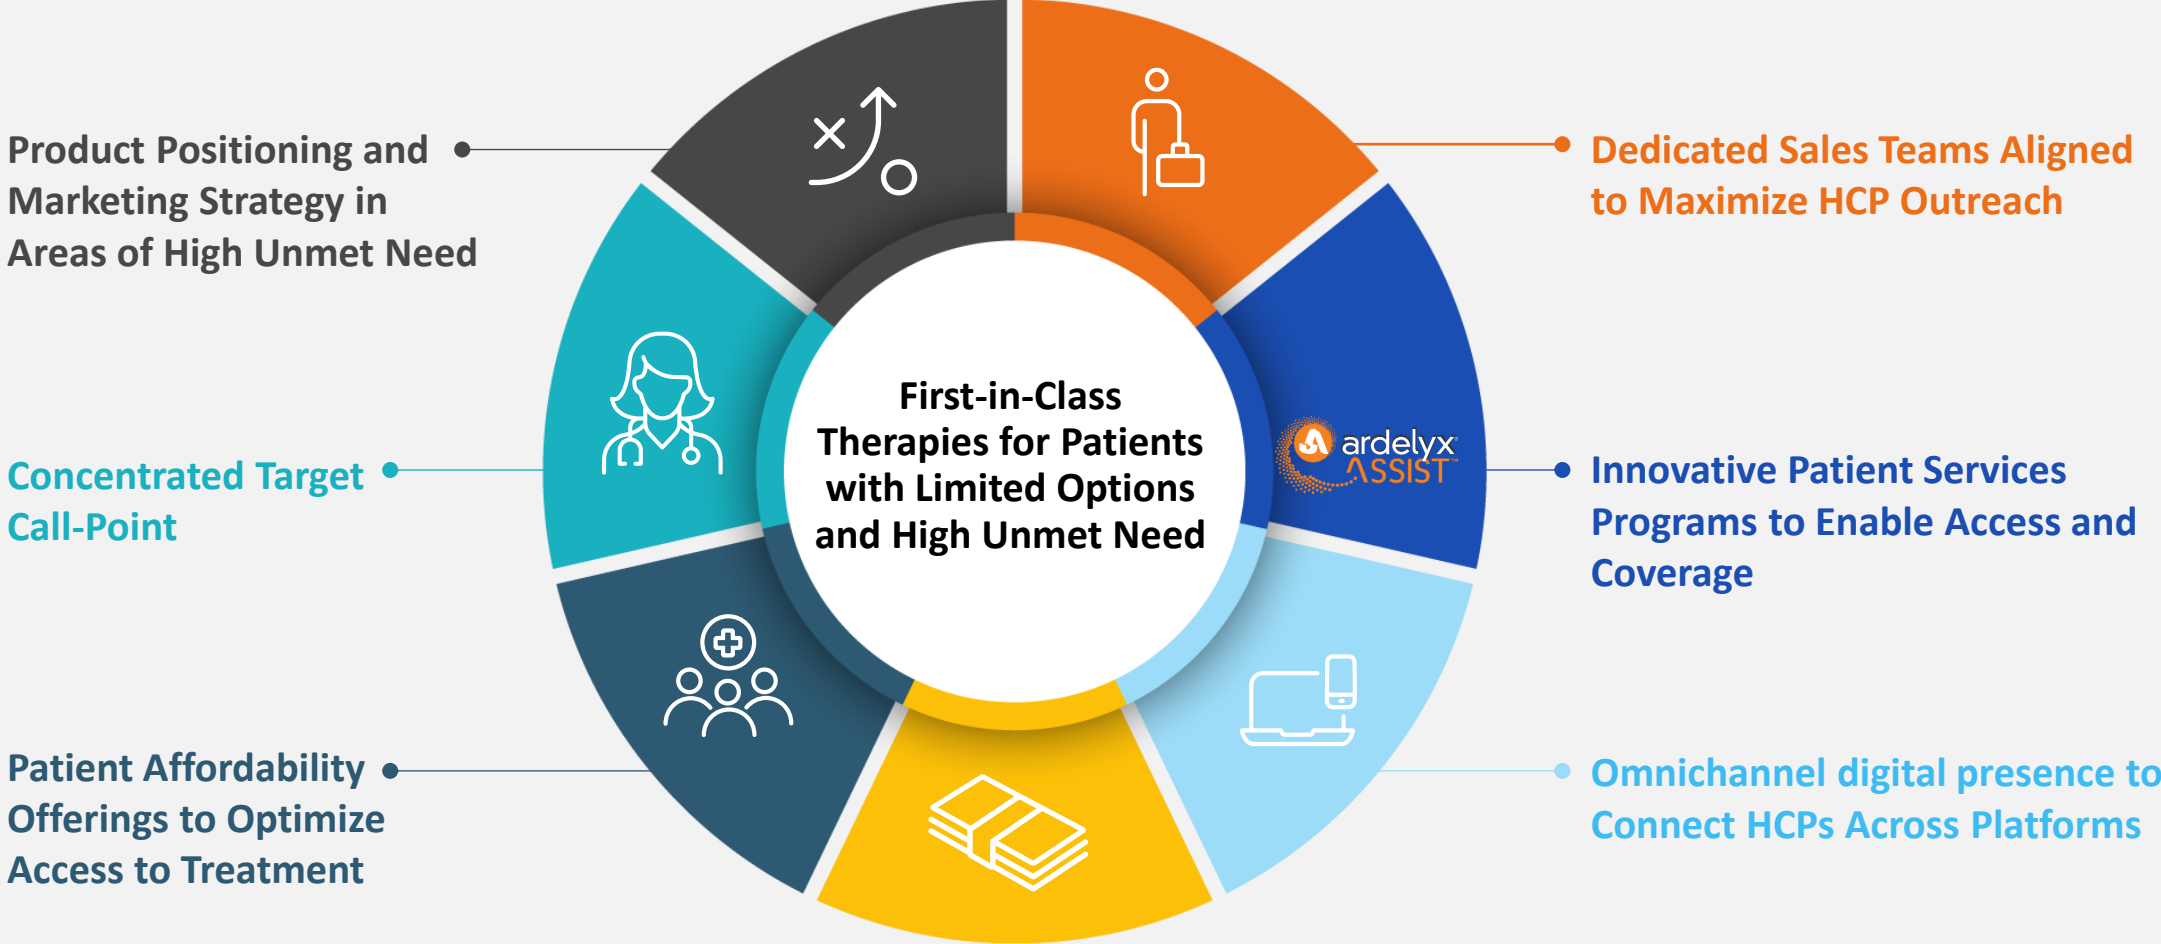 Product Positioning and
Marketing Strategy in
Areas of High Unmet Need
Concentrated Target
Call-Point
Patient Affordability
Offerings to Optimize
Access to Treatment
First-in-Class
Therapies for Patients
with Limited Options
and High Unmet Need
ardelyx
ASSIST™
Dedicated Sales Teams Aligned
to Maximize HCP Outreach
Innovative Patient Services
Programs to Enable Access and
Coverage
Omnichannel digital presence to
Connect HCPs Across Platforms